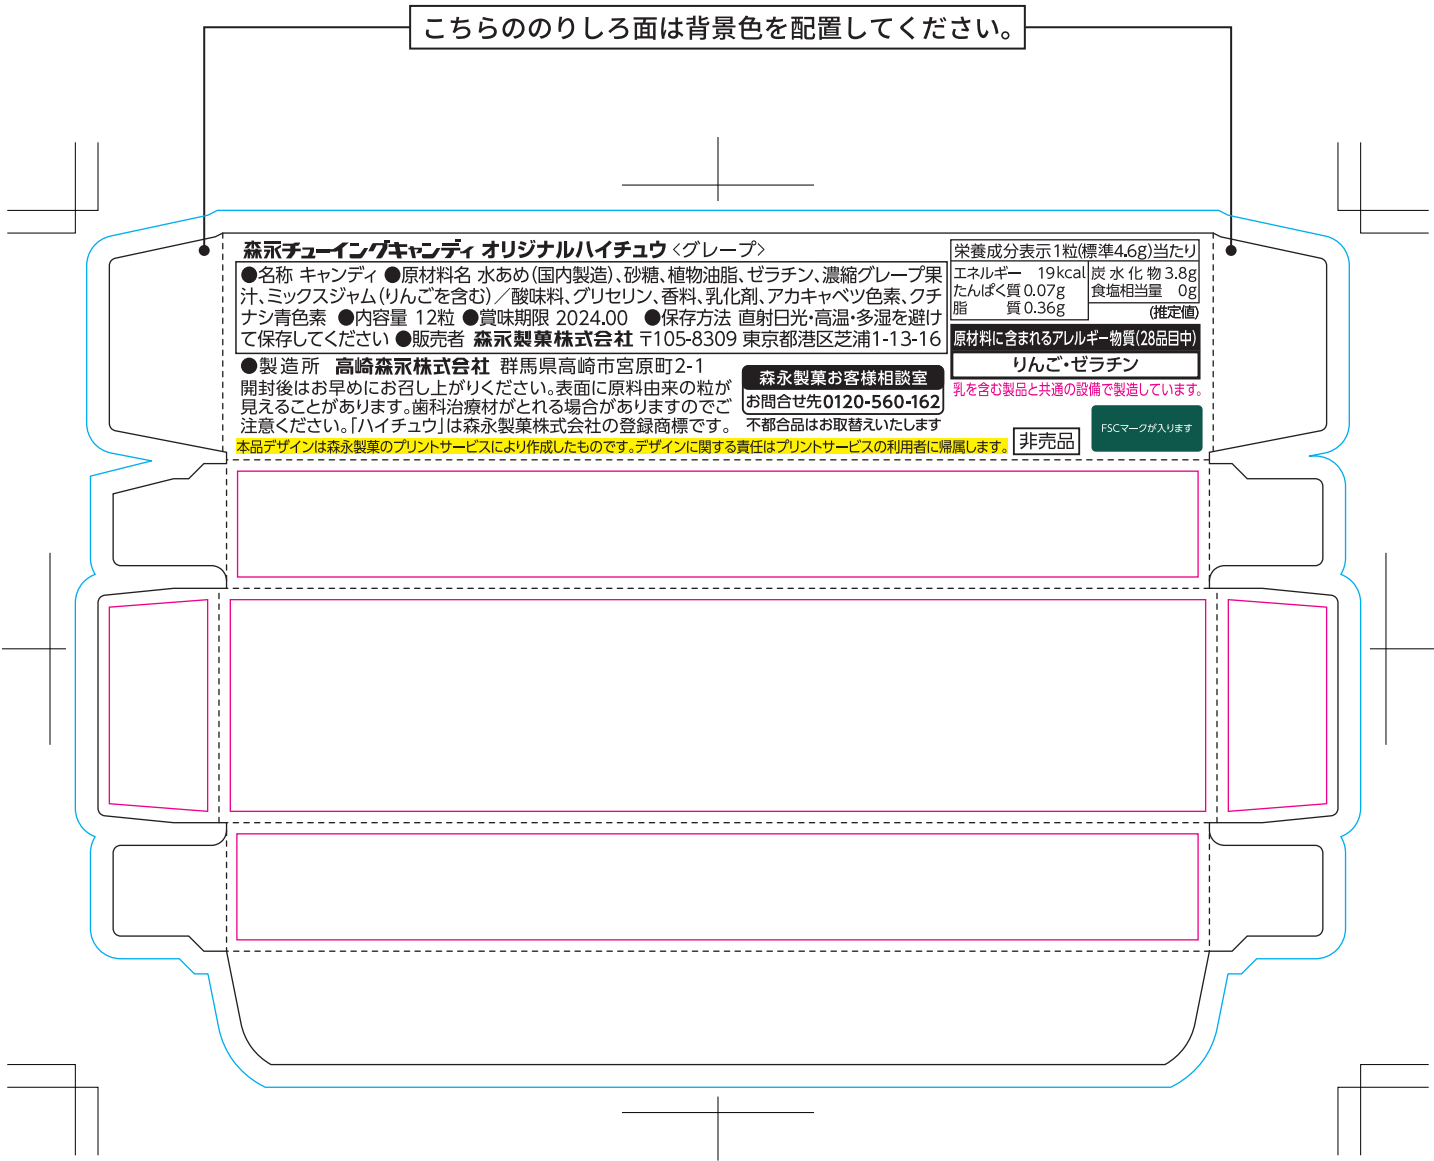 こちらののりしろ面は背景色を配置してください。
森永チューイングキャンディ オリジナルハイチュウ〈グレープ〉
●名称 キャンディ ●原材料名 水あめ(国内製造)、砂糖、植物油脂、ゼラチン、濃縮グレープ果
汁、ミックスジャム(りんごを含む)／酸味料、グリセリン、香料、乳化剤、アカキャベツ色素、クチ
ナシ青色素 ●内容量 12粒 ●賞味期限 2024.00 ●保存方法 直射日光・高温・多湿を避け
て保存してください ●販売者 森永製菓株式会社 〒105-8309 東京都港区芝浦1-13-16
●製造所 高崎森永株式会社 群馬県高崎市宮原町2-1
開封後はお早めにお召し上がりください。表面に原料由来の粒が
見えることがあります。歯科治療材がとれる場合がありますのでご
注意ください。「ハイチュウ」は森永製菓株式会社の登録商標です。
森永製菓お客様相談室
お問合せ先0120-560-162
不都合品はお取替えいたします
本品デザインは森永製菓のプリントサービスにより作成したものです。デザインに関する責任はプリントサービスの利用者に帰属します。
非売品
栄養成分表示1粒(標準4.6g)当たり
エネルギー 19kcal 炭水化物 3.8g
たんぱく質 0.07g 食塩相当量 0g
脂質 0.36g (推定値)
原材料に含まれるアレルギー物質(28品目中)
りんご・ゼラチン
乳を含む製品と共通の設備で製造しています。
FSCマークが入ります